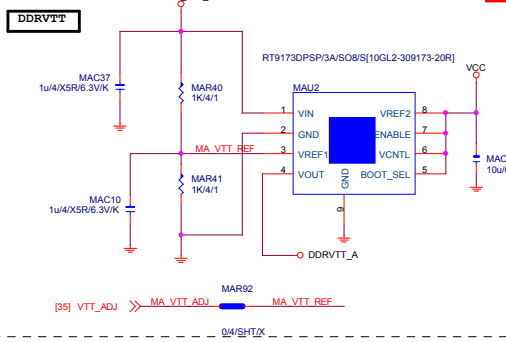 DDRVTT
RT9173DPSP/3A/SO8/S[10GL2-309173-20R]
VCC
MAC37
1u/4/X5R/6.3V/K
MAR40
1K/4/1
MAU2
1 VIN VREF2 8
2 GND ENABLE 7
3 VREF1 VCNTL 6
4 VOUT BOOT_SEL 5
GND
9
MA_VTT_REF
MAC10
1u/4/X5R/6.3V/K
MAR41
1K/4/1
MAC
10u/
DDRVTT_A
MAR92
[35] VTT_ADJ MA_VTT_ADJ MA_VTT_REF
0/4/SHT/X